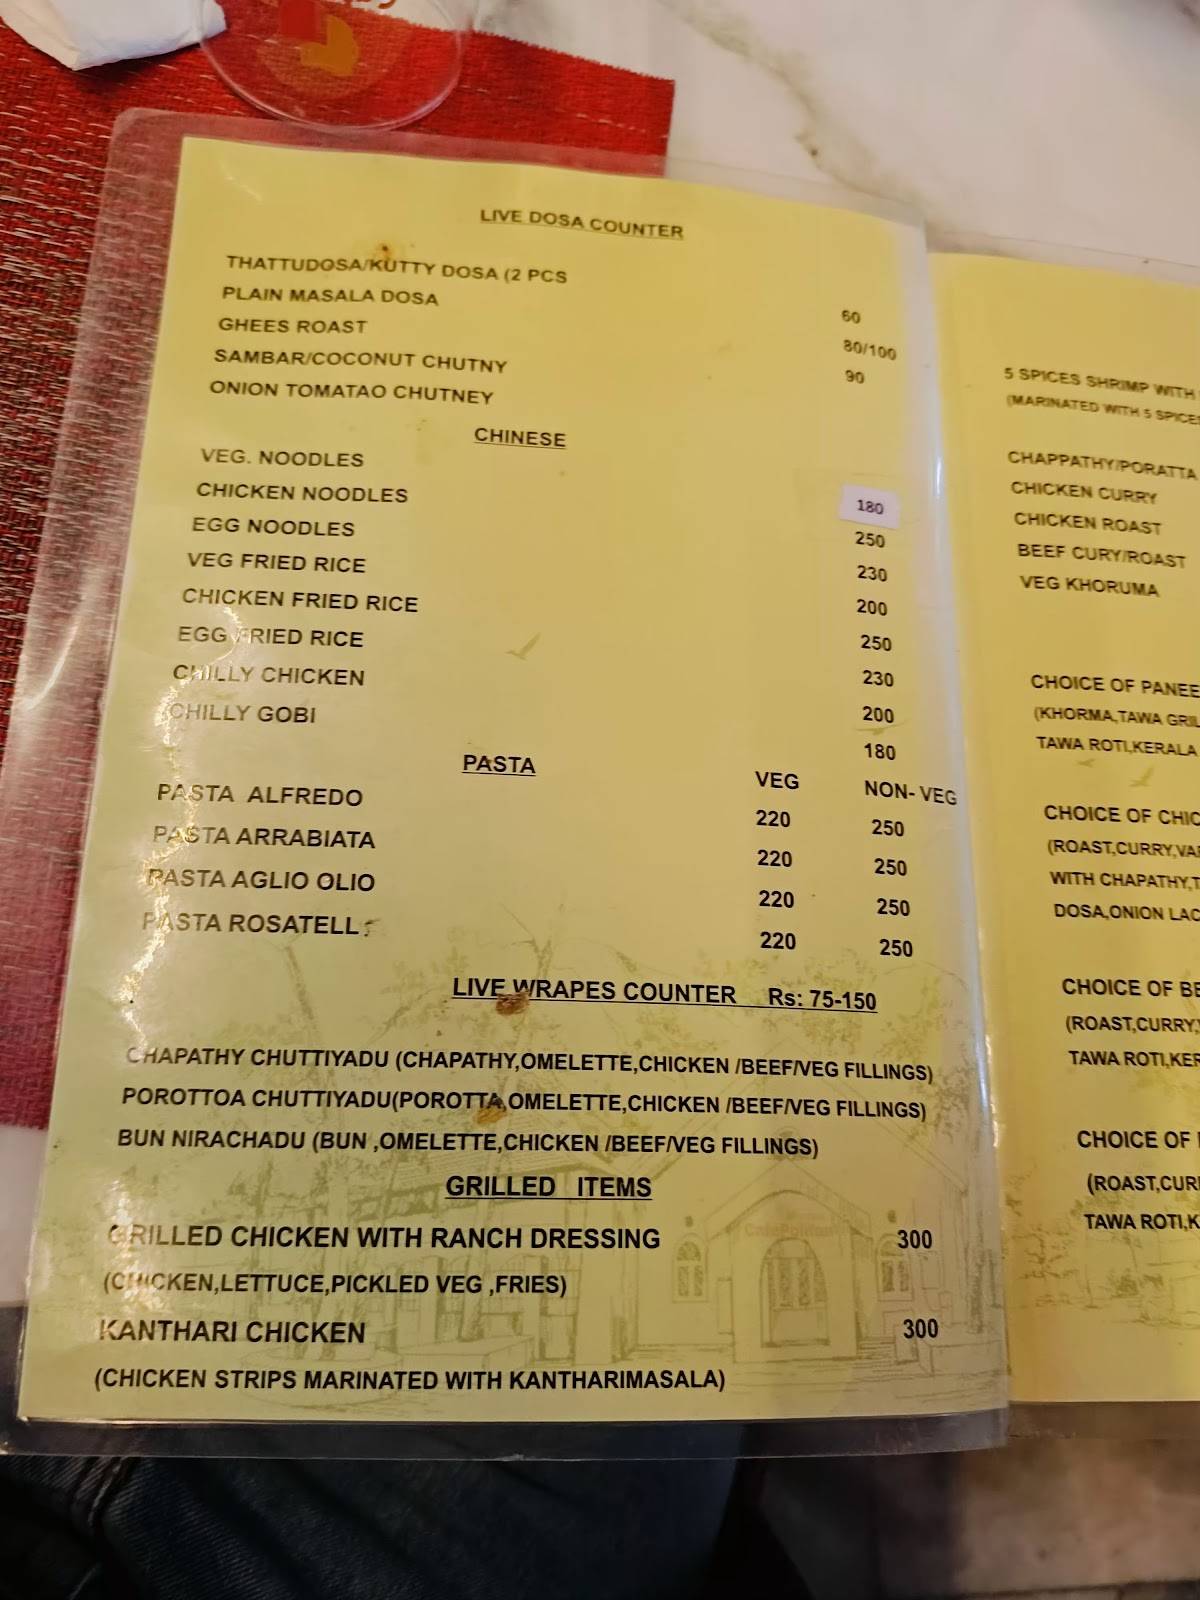 LIVE DOSA COUNTER
THATTUDOSA/KUTTY DOSA (2 PCS 60
PLAIN MASALA DOSA 80/100
GHEES ROAST 90
SAMBAR/COCONUT CHUTNY
ONION TOMATAO CHUTNEY
CHINESE
VEG. NOODLES 180
CHICKEN NOODLES 250
EGG NOODLES 230
VEG FRIED RICE 200
CHICKEN FRIED RICE 250
EGG FRIED RICE 230
CHILLY CHICKEN 200
CHILLY GOBI 180
PASTA VEG NON- VEG
PASTA ALFREDO 220 250
PASTA ARRABIATA 220 250
PASTA AGLIO OLIO 220 250
PASTA ROSATELL 220 250
LIVE WRAPES COUNTER Rs: 75-150
CHAPATHY CHUTTIYADU (CHAPATHY,OMELETTE,CHICKEN /BEEF/VEG FILLINGS)
POROTTOA CHUTTIYADU(POROTTA,OMELETTE,CHICKEN /BEEF/VEG FILLINGS)
BUN NIRACHADU (BUN ,OMELETTE,CHICKEN /BEEF/VEG FILLINGS)
GRILLED ITEMS
GRILLED CHICKEN WITH RANCH DRESSING 300
(CHICKEN,LETTUCE,PICKLED VEG ,FRIES)
KANTHARI CHICKEN 300
(CHICKEN STRIPS MARINATED WITH KANTHARIMASALA)
5 SPICES SHRIMP WITH
(MARINATED WITH 5 SPICE
CHAPPATHY/PORATTA
CHICKEN CURRY
CHICKEN ROAST
BEEF CURY/ROAST
VEG KHORUMA
CHOICE OF PANEE
(KHORMA,TAWA GRIL
TAWA ROTI,KERALA
CHOICE OF CHIC
(ROAST,CURRY,VAR
WITH CHAPATHY,T
DOSA,ONION LAC
CHOICE OF BE
(ROAST,CURRY,
TAWA ROTI,KER
CHOICE OF
(ROAST,CUR
TAWA ROTI,K